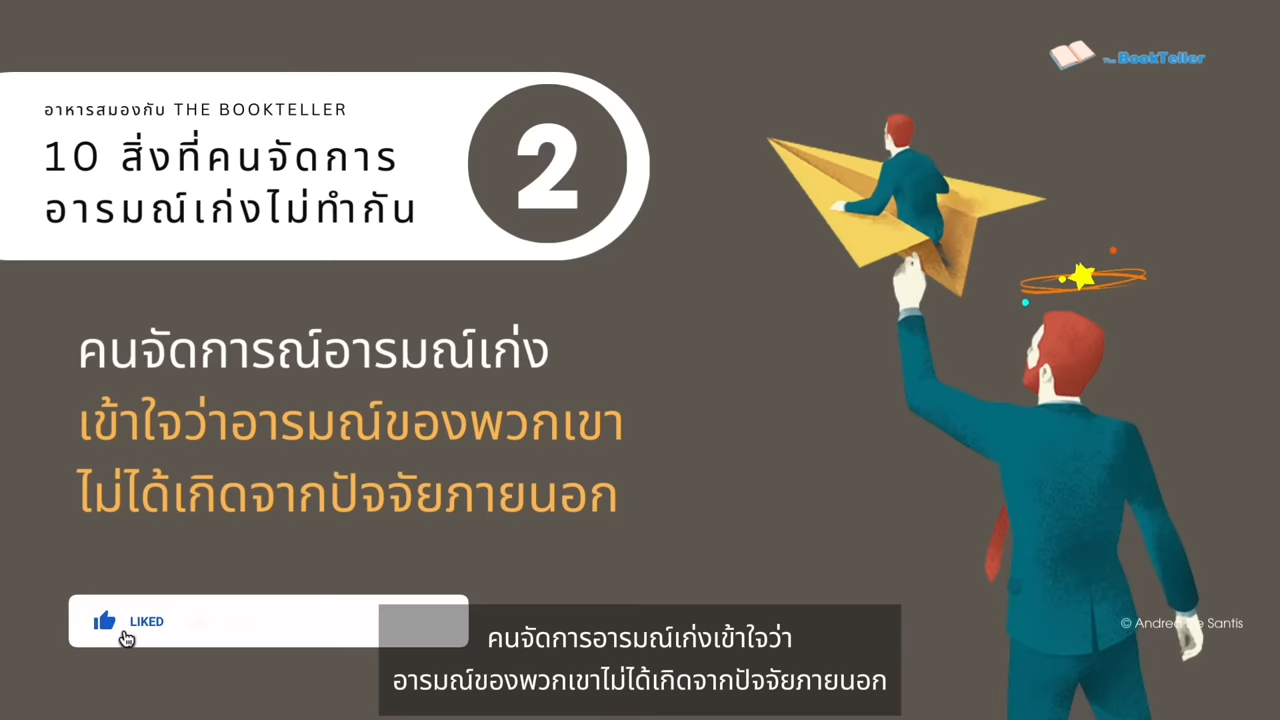 The BookTeller
อาหารสมองกับ THE BOOKTELLER
10 สิ่งที่คนจัดการ
อารมณ์เก่งไม่ทำกัน
2
คนจัดการณ์อารมณ์เก่ง
เข้าใจว่าอารมณ์ของพวกเขา
ไม่ได้เกิดจากปัจจัยภายนอก
LIKED
© Andrea De Santis
คนจัดการอารมณ์เก่งเข้าใจว่า
อารมณ์ของพวกเขาไม่ได้เกิดจากปัจจัยภายนอก